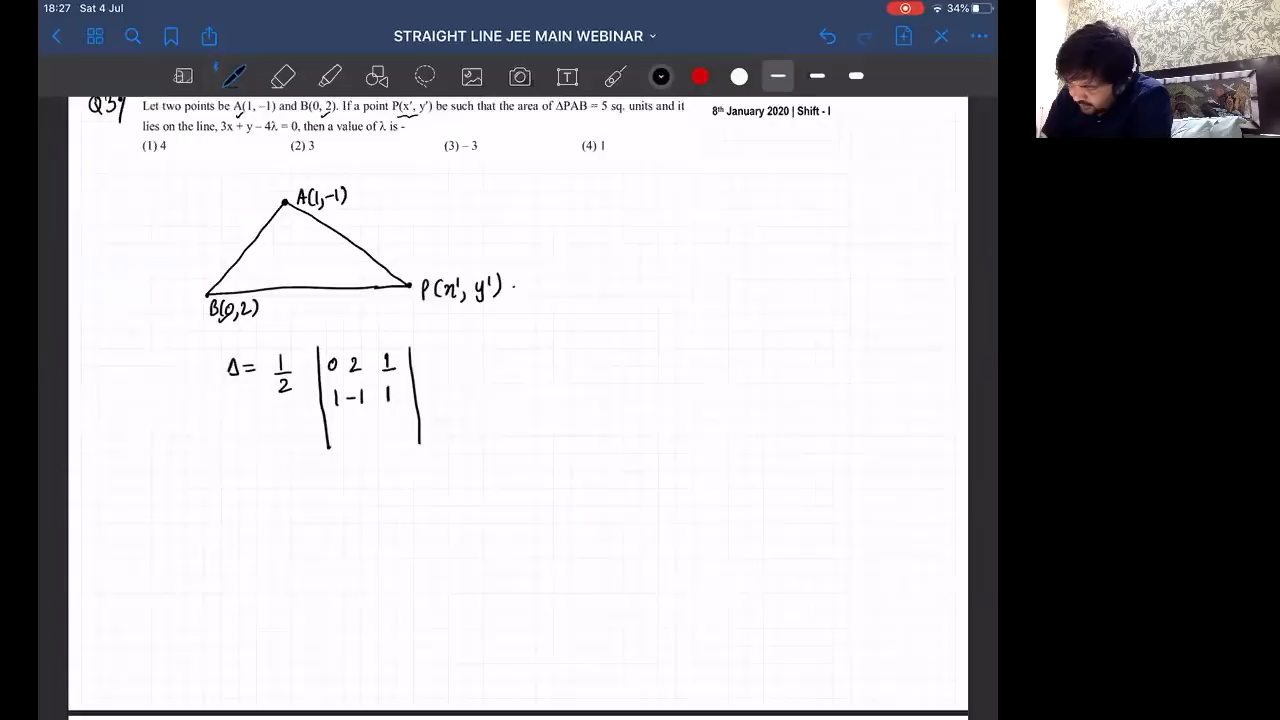 18:27 Sat 4 Jul
34%
STRAIGHT LINE JEE MAIN WEBINAR
Q34 Let two points be A(1, −1) and B(0, 2). If a point P(x′, y′) be such that the area of ΔPAB = 5 sq. units and it
8th January 2020 | Shift - I
lies on the line, 3x + y – 4λ = 0, then a value of λ is -
(1) 4 (2) 3 (3) – 3 (4) 1
A(1,-1)
P(x', y')
B(0,2)
Δ = 1/2 | 0 2 1
1 -1 1 |